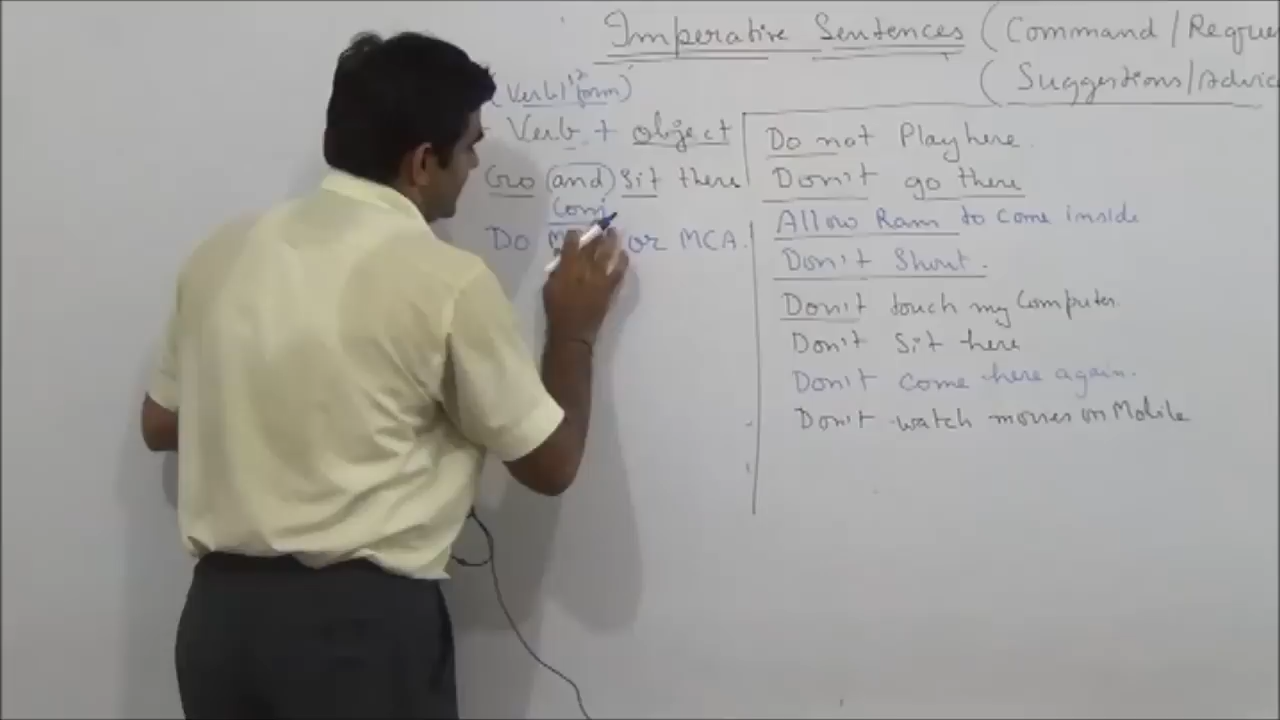 Imperative Sentences (Command / Reque
(Suggestions/Advic
(Verb 1st form)
Verb + object
Go (and) Sit there
Conj
Do or MCA.
Do not Play here.
Don't go there
Allow Ram to come inside
Don't Shout.
Don't touch my Computer.
Don't Sit here
Don't come here again.
Don't watch movies on Mobile